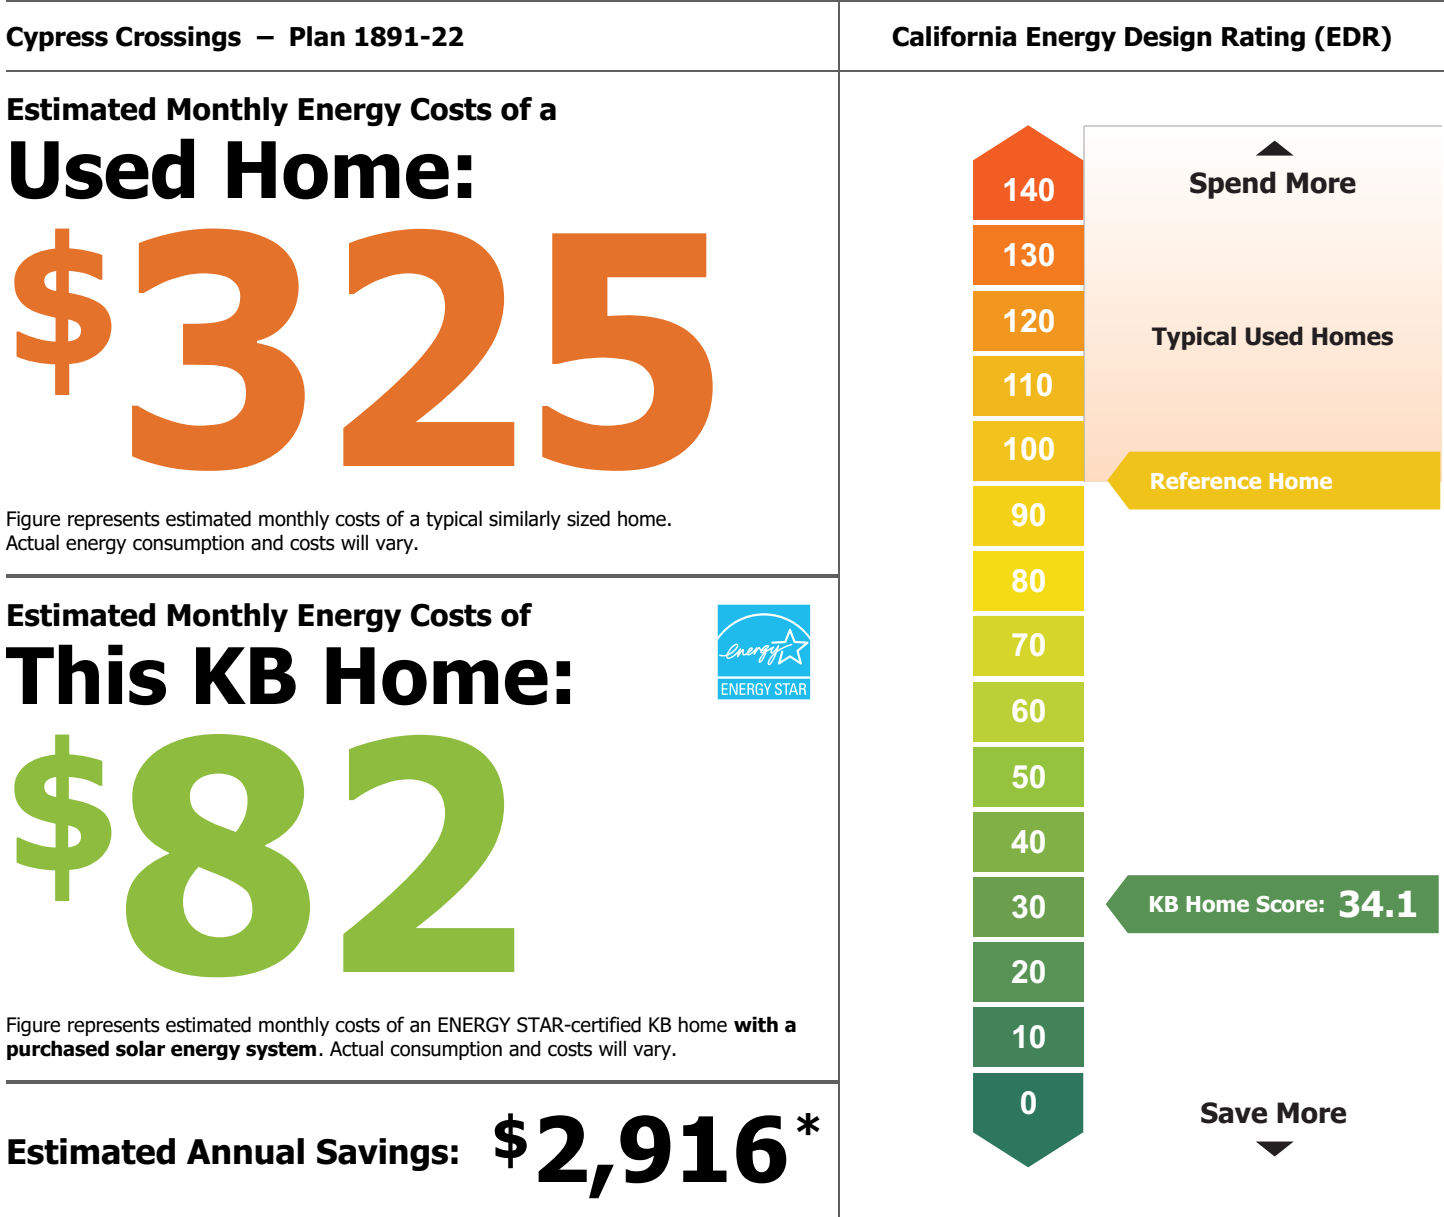 Cypress Crossings – Plan 1891-22
Estimated Monthly Energy Costs of a
Used Home:
$325
Figure represents estimated monthly costs of a typical similarly sized home.
Actual energy consumption and costs will vary.
Estimated Monthly Energy Costs of
This KB Home:
energy
ENERGY STAR
$82
Figure represents estimated monthly costs of an ENERGY STAR-certified KB home with a
purchased solar energy system. Actual consumption and costs will vary.
Estimated Annual Savings: $2,916*
California Energy Design Rating (EDR)
140
Spend More
130
120
Typical Used Homes
110
100
Reference Home
90
80
70
60
50
40
30
KB Home Score: 34.1
20
10
0
Save More